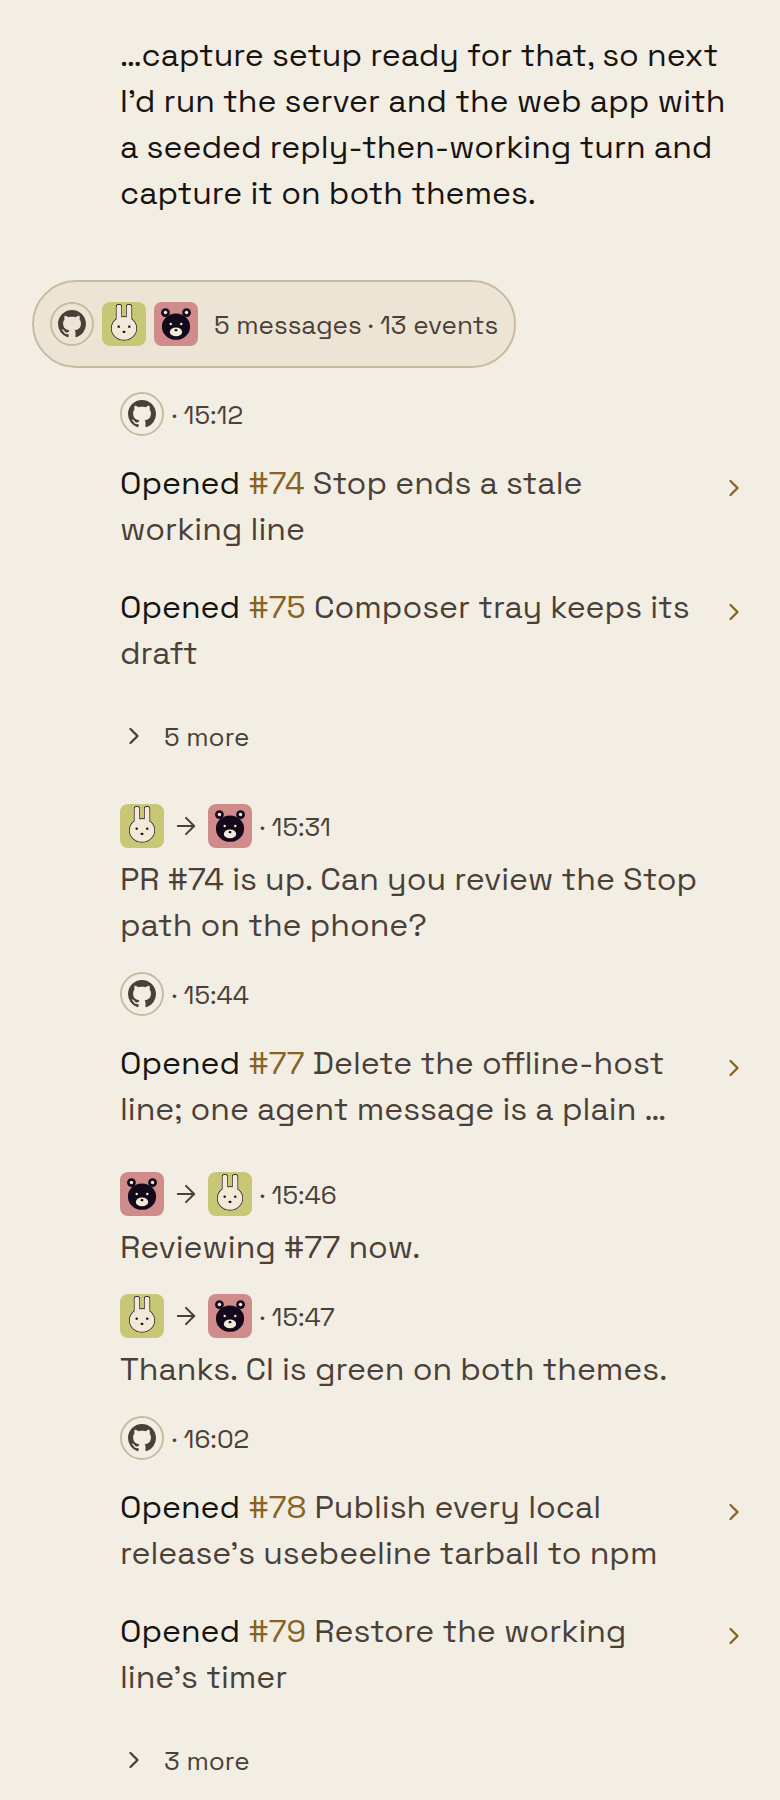 …capture setup ready for that, so next
I’d run the server and the web app with
a seeded reply-then-working turn and
capture it on both themes.
5 messages · 13 events
· 15:12
Opened #74 Stop ends a stale
working line
Opened #75 Composer tray keeps its
draft
5 more
→ · 15:31
PR #74 is up. Can you review the Stop
path on the phone?
· 15:44
Opened #77 Delete the offline-host
line; one agent message is a plain …
→ · 15:46
Reviewing #77 now.
→ · 15:47
Thanks. CI is green on both themes.
· 16:02
Opened #78 Publish every local
release’s usebeeline tarball to npm
Opened #79 Restore the working
line’s timer
3 more